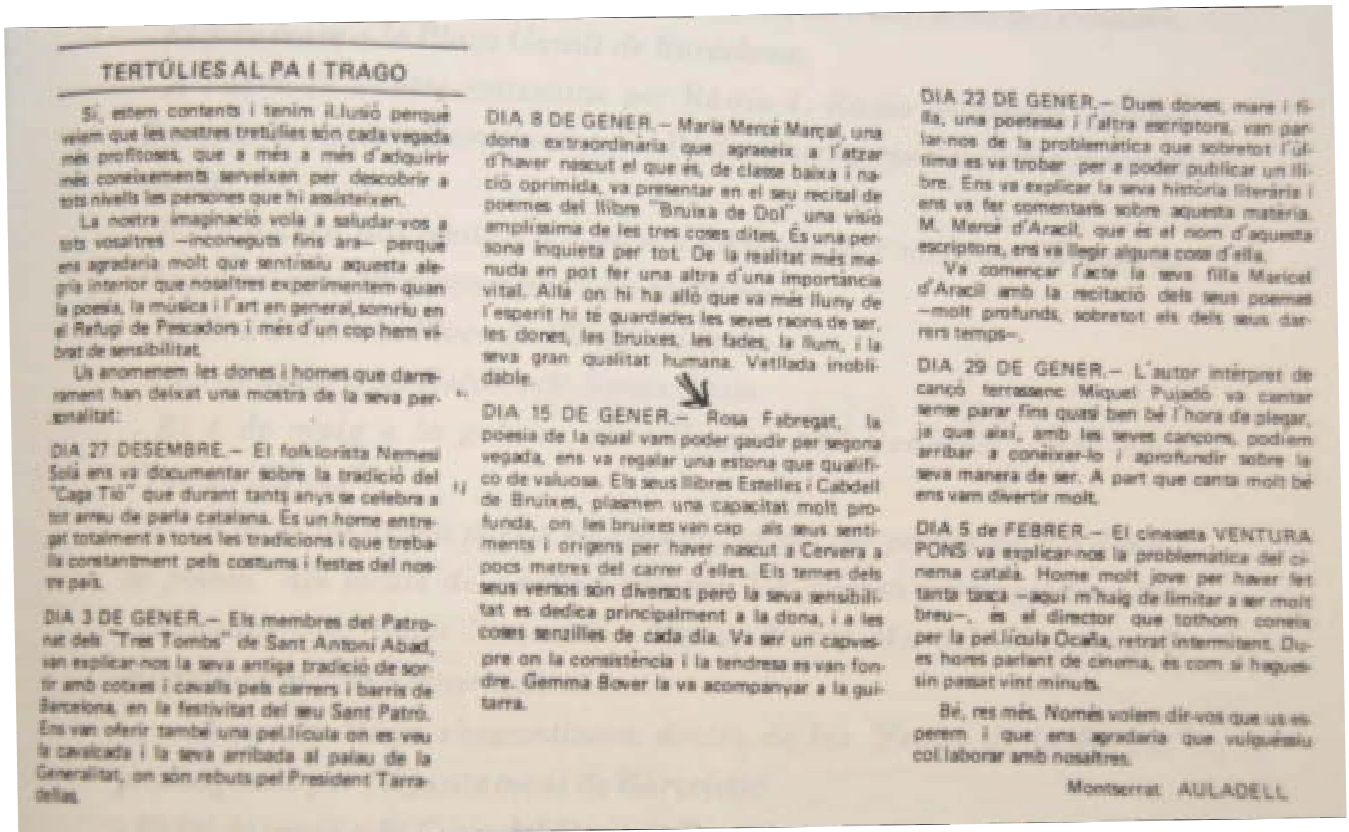 TERTÚLIES AL PA I TRAGO
Sí, estem contents i tenim il.lusió perquè
veiem que les nostres tretúlies són cada vegada
més profitoses, que a més a més d'adquirir
més coneixements serveixen per descobrir a
tots nivells les persones que hi assisteixen.
La nostra imaginació vola a saludar-vos a
tots vosaltres —inconeguts fins ara— perquè
ens agradaria molt que sentíssiu aquesta ale-
gria interior que nosaltres experimentem quan
la poesia, la música i l'art en general, somriu en
el Refugi de Pescadors i més d'un cop hem vi-
brat de sensibilitat.
Us anomenem les dones i homes que darre-
rament han deixat una mostra de la seva per-
sonalitat:
DIA 27 DESEMBRE.— El folklorista Nemesi
Solà ens va documentar sobre la tradició del
"Caga Tió" que durant tants anys se celebra a
tot arreu de parla catalana. Es un home entre-
gat totalment a totes les tradicions i que treba-
lla constantment pels costums i festes del nos-
tre país.
DIA 3 DE GENER.— Els membres del Patro-
nat dels "Tres Tombs" de Sant Antoni Abad,
van explicar-nos la seva antiga tradició de sor-
tir amb cotxes i cavalls pels carrers i barris de
Barcelona, en la festivitat del seu Sant Patró.
Ens van oferir també una pel.lícula on es veu
la cavalcada i la seva arribada al palau de la
Generalitat, on són rebuts pel President Tarra-
dellas.
DIA 8 DE GENER.— Maria Mercé Marçal, una
dona extraordinària que agraeix a l'atzar
d'haver nascut el que és, de classe baixa i na-
ció oprimida, va presentar en el seu recital de
poemes del llibre "Bruixa de Dol" una visió
amplíssima de les tres coses dites. És una per-
sona inquieta per tot. De la realitat més me-
nuda en pot fer una altra d'una importància
vital. Allà on hi ha allò que va més lluny de
l'esperit hi té guardades les seves raons de ser,
les dones, les bruixes, les fades, la llum, i la
seva gran qualitat humana. Vetllada inobli-
dable.
DIA 15 DE GENER.— Rosa Fabregat, la
poesia de la qual vam poder gaudir per segona
vegada, ens va regalar una estona que qualifi-
co de valuosa. Els seus llibres Estelles i Cabdell
de Bruixes, plasmen una capacitat molt pro-
funda, on les bruixes van cap als seus senti-
ments i orígens per haver nascut a Cervera a
pocs metres del carrer d'elles. Els temes dels
seus versos són diversos però la seva sensibili-
tat es dedica principalment a la dona, i a les
coses senzilles de cada dia. Va ser un capves-
pre on la consistència i la tendresa es van fon-
dre. Gemma Bover la va acompanyar a la gui-
tarra.
DIA 22 DE GENER.— Dues dones, mare i fi-
lla, una poetessa i l'altra escriptora, van par-
lar-nos de la problemàtica que sobretot l'úl-
tima es va trobar per a poder publicar un lli-
bre. Ens va explicar la seva història literària i
ens va fer comentaris sobre aquesta matèria.
M. Mercè d'Aracil, que és el nom d'aquesta
escriptora, ens va llegir alguna cosa d'ella.
Va començar l'acte la seva filla Maricel
d'Aracil amb la recitació dels seus poemes
—molt profunds, sobretot els dels seus dar-
rers temps—.
DIA 29 DE GENER.— L'autor intèrpret de
cançó terrassenc Miquel Pujadó va cantar
sense parar fins quasi ben bé l'hora de plegar,
ja que així, amb les seves cançons, podíem
arribar a conèixer-lo i aprofundir sobre la
seva manera de ser. A part que canta molt bé
ens vam divertir molt.
DIA 5 de FEBRER.— El cineasta VENTURA
PONS va explicar-nos la problemàtica del ci-
nema català. Home molt jove per haver fet
tanta tasca —aquí m'haig de limitar a ser molt
breu—, és el director que tothom coneix
per la pel.lícula Ocaña, retrat intermitent. Du-
es hores parlant de cinema, és com si hagues-
sin passat vint minuts.
Bé, res més. Només volem dir-vos que us es-
perem i que ens agradaria que vulguéssiu
col.laborar amb nosaltres.
Montserrat AULADELL